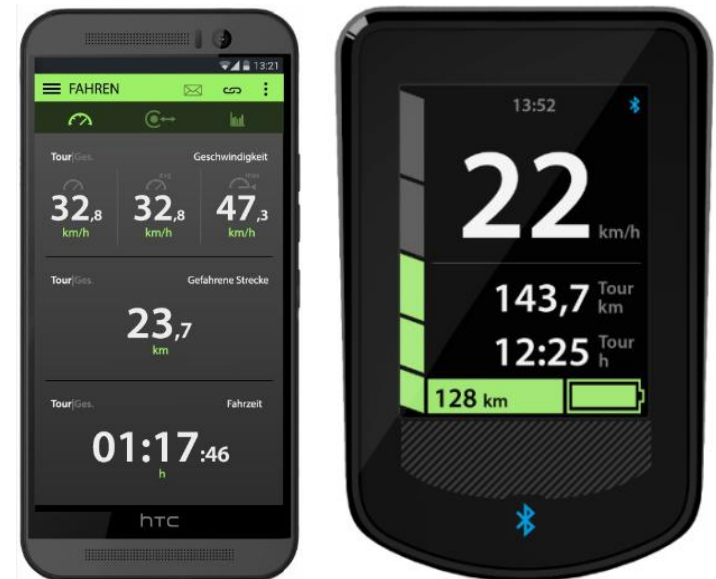 13:21
FAHREN
Tour|Ges. Geschwindigkeit
avg max
32,8 32,8 47,3
km/h km/h km/h
Tour|Ges. Gefahrene Strecke
23,7
km
Tour|Ges. Fahrzeit
01:17:46
h
hTC
13:52
22 km/h
143,7 Tour km
12:25 Tour h
128 km